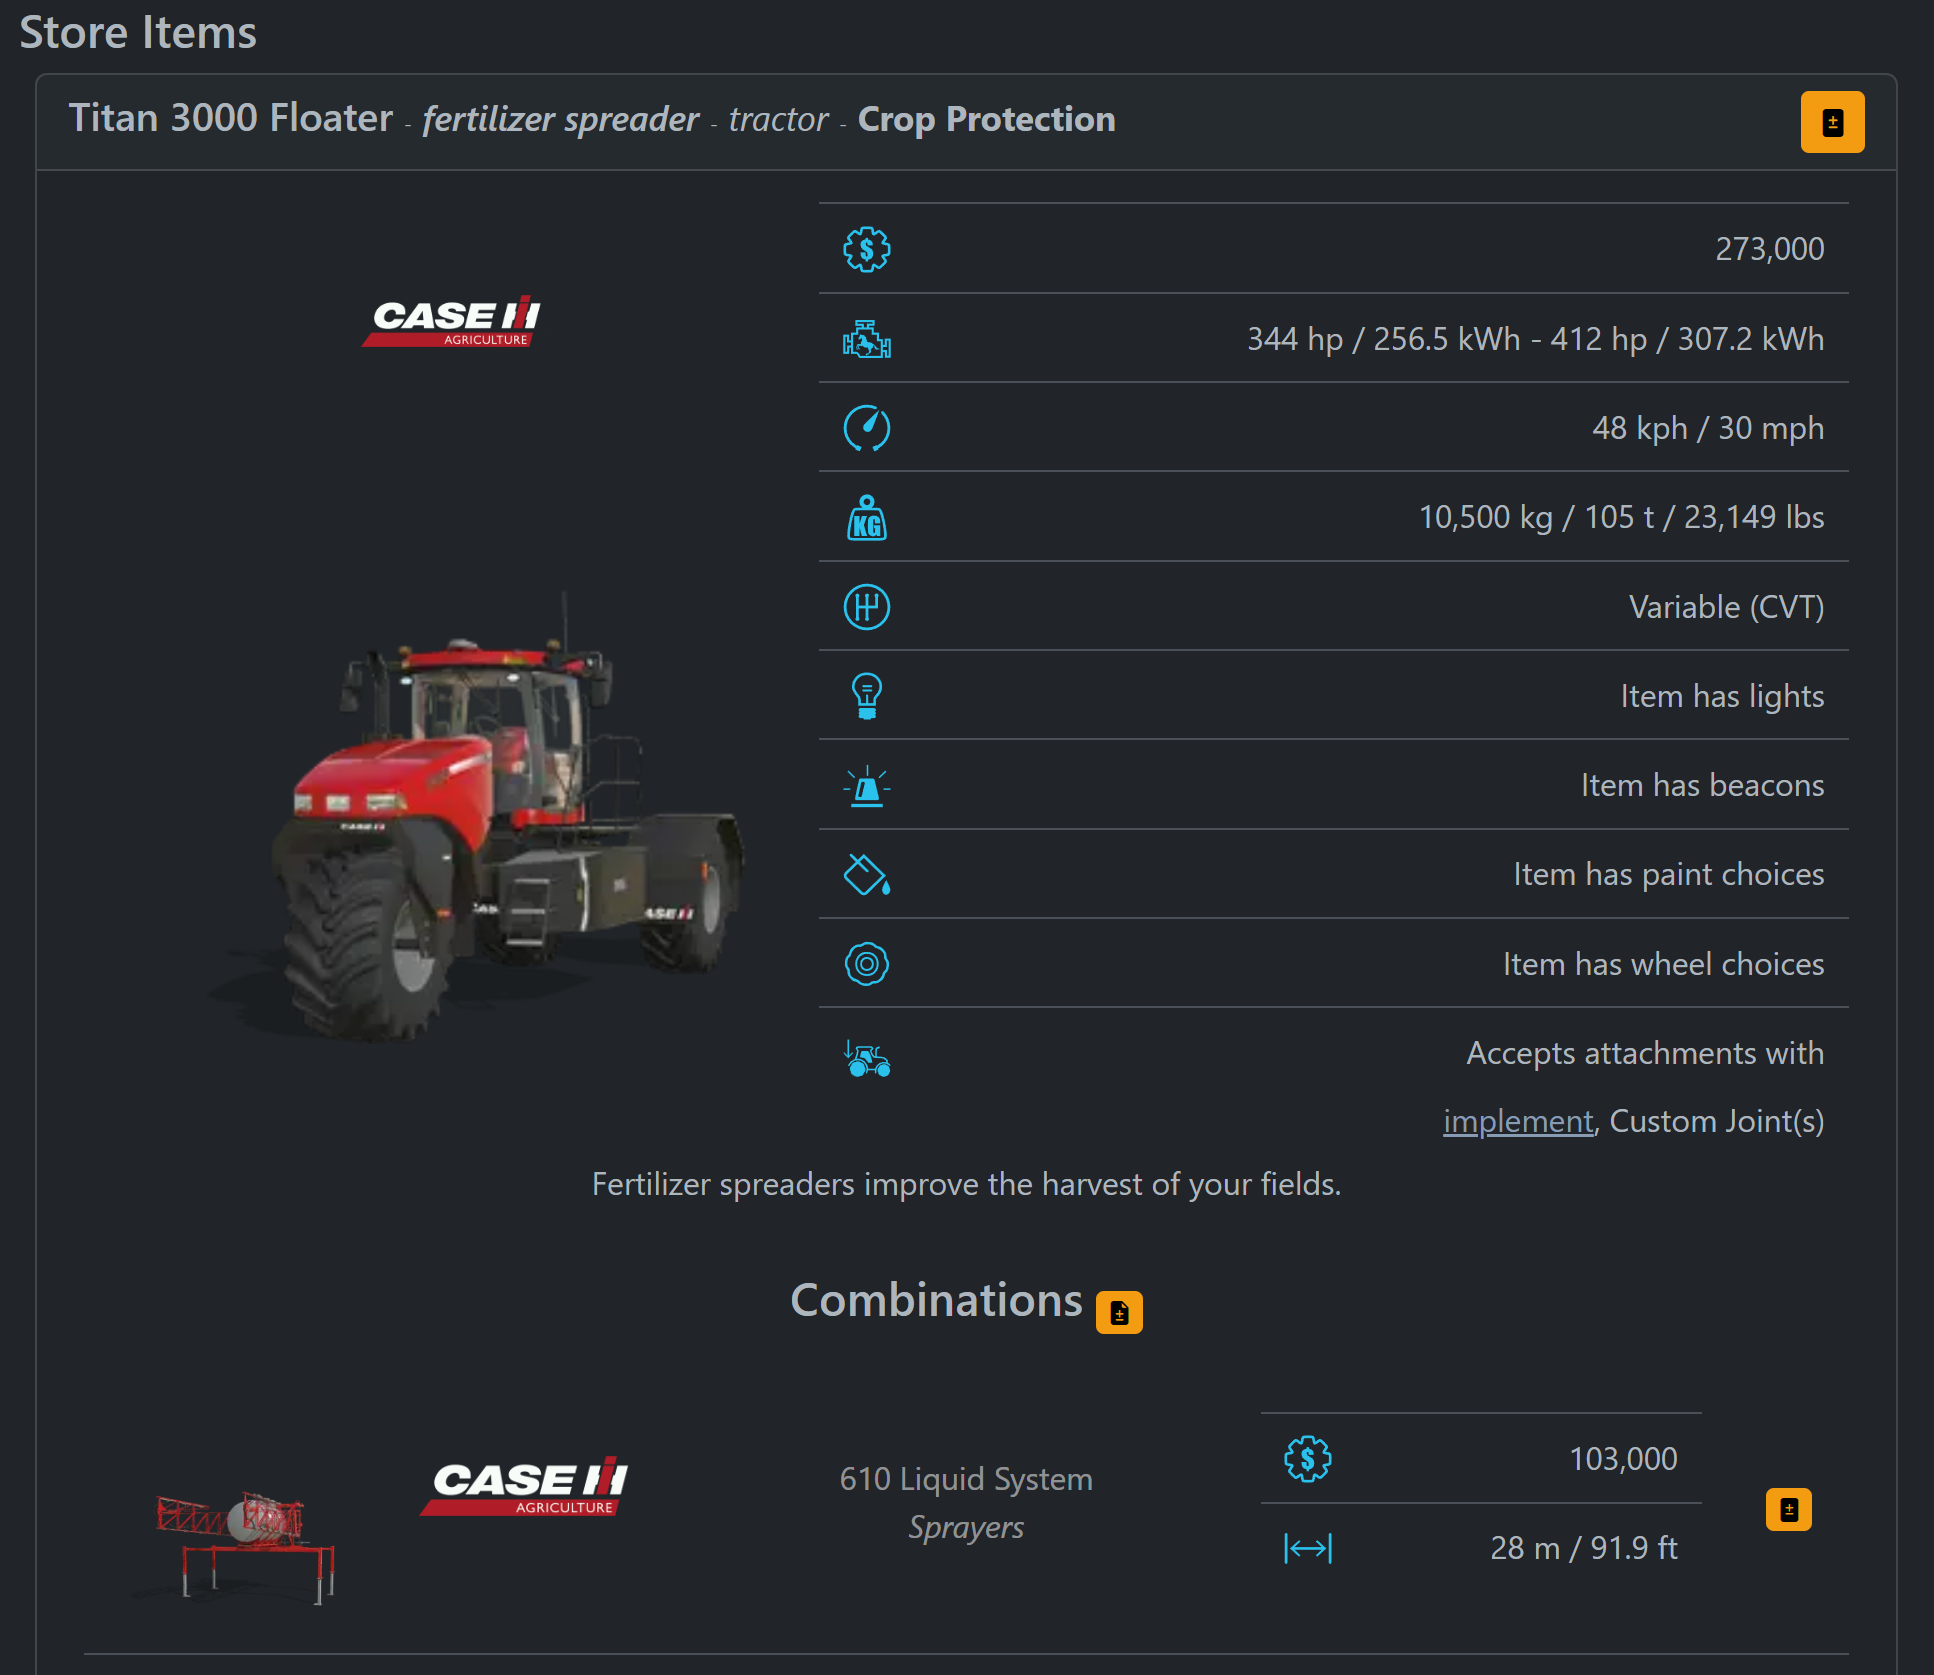 Store Items
Titan 3000 Floater - fertilizer spreader - tractor - Crop Protection
CASE IH
AGRICULTURE
$ 273,000
344 hp / 256.5 kWh - 412 hp / 307.2 kWh
48 kph / 30 mph
KG 10,500 kg / 105 t / 23,149 lbs
Variable (CVT)
Item has lights
Item has beacons
Item has paint choices
Item has wheel choices
Accepts attachments with
implement, Custom Joint(s)
CASE IH
CASE IH
Fertilizer spreaders improve the harvest of your fields.
Combinations
CASE IH
AGRICULTURE
610 Liquid System
Sprayers
$ 103,000
28 m / 91.9 ft